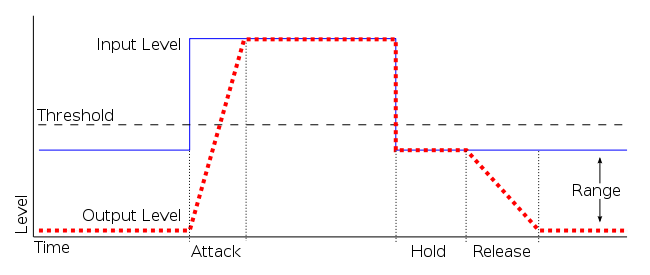 Input Level
Threshold
Range
Output Level
Level
Time
Attack
Hold
Release